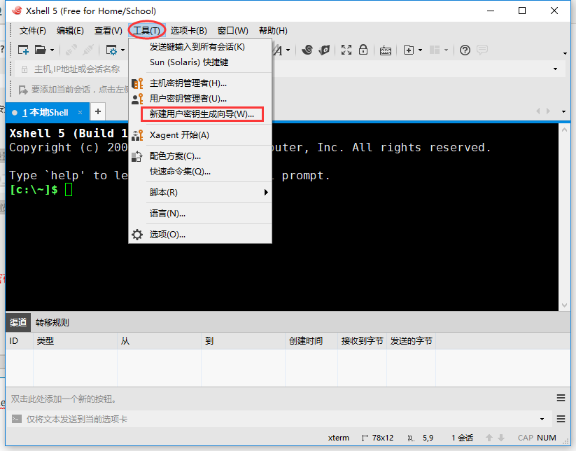 Xshell 5 (Free for Home/School)
文件(F) 编辑(E) 查看(V) 工具(T) 选项卡(B) 窗口(W) 帮助(H)
发送键输入到所有会话(K)
Sun (Solaris) 快捷键
主机密钥管理者(H)...
用户密钥管理者(U)...
新建用户密钥生成向导(W)...
Xagent 开始(A)
配色方案(C)...
快速命令集(Q)...
脚本(R)
语言(N)...
选项(O)...
主机,IP地址或会话名称
要添加当前会话，点击左侧
1 本地Shell
Xshell 5 (Build 1
Copyright (c) 200 puter, Inc. All rights reserved.
Type `help' to le prompt.
[c:\~]$
渠道 转移规则
ID 类型 从 到 创建时间 接收到字节 发送的字节
双击此处添加一个新的按钮。
仅将文本发送到当前选项卡
xterm 78x12 5,9 1 会话 CAP NUM